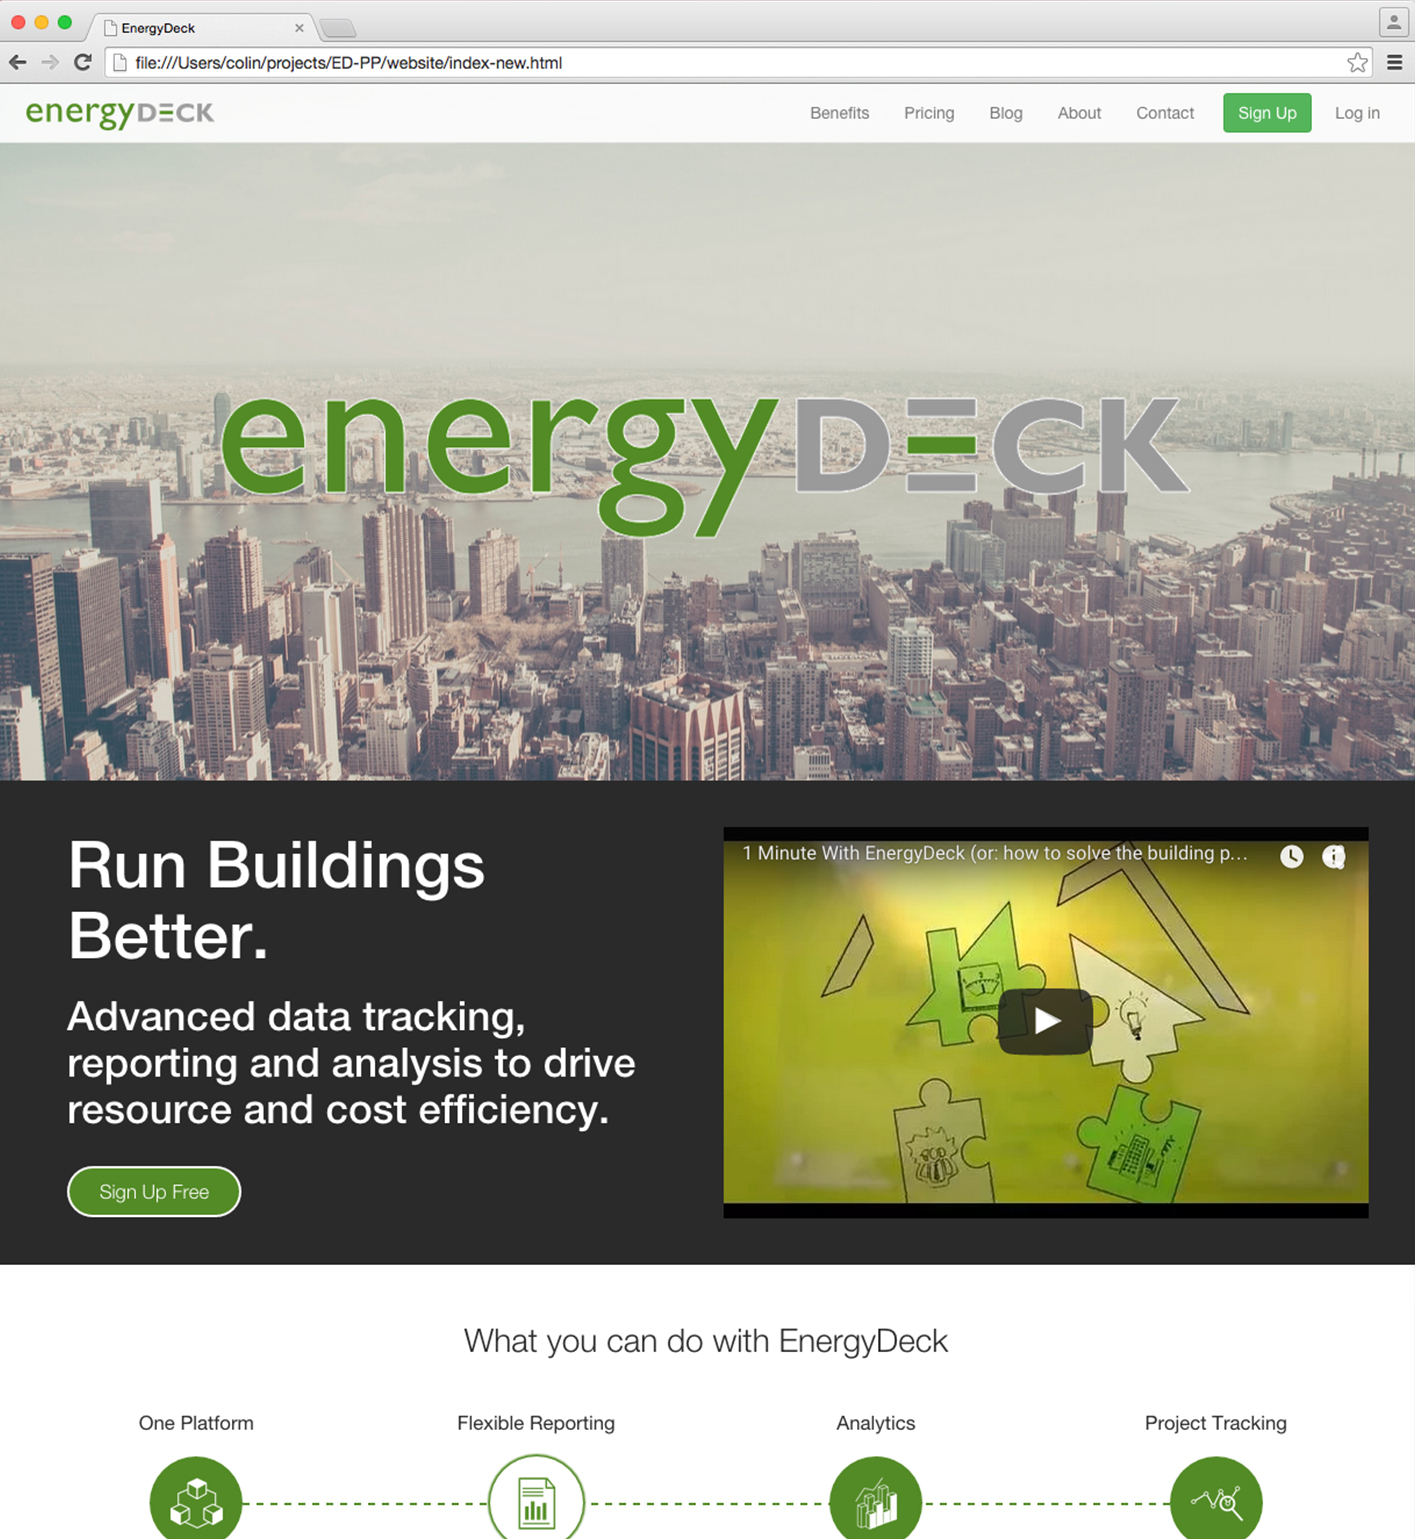 EnergyDeck
file:///Users/colin/projects/ED-PP/website/index-new.html
energyDECK
Benefits Pricing Blog About Contact Sign Up Log in
energyDECK
Run Buildings
Better.
Advanced data tracking,
reporting and analysis to drive
resource and cost efficiency.
Sign Up Free
1 Minute With EnergyDeck (or: how to solve the building p...
What you can do with EnergyDeck
One Platform Flexible Reporting Analytics Project Tracking